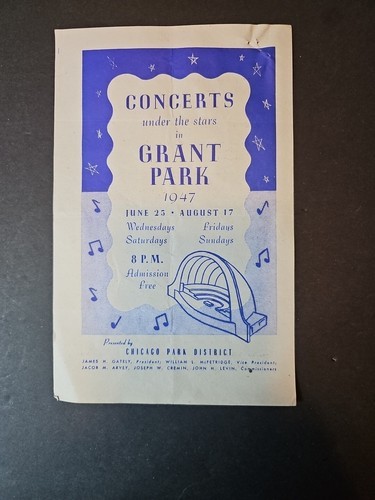 CONCERTS
under the stars
in
GRANT
PARK
1947
JUNE 25 • AUGUST 17
Wednesdays Fridays
Saturdays Sundays
8 P.M.
Admission
Free
Presented by
CHICAGO PARK DISTRICT
JAMES H. GATELY, President; WILLIAM L. McFETRIDGE, Vice President;
JACOB M. ARVEY, JOSEPH W. CREMIN, JOHN H. LEVIN, Commissioners